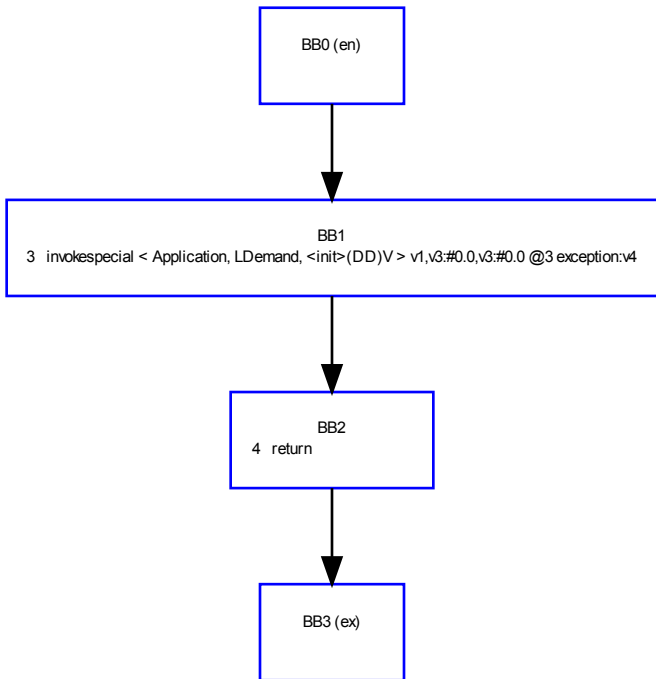 BB0 (en)
BB1
3 invokespecial < Application, LDemand, <init>(DD)V > v1,v3:#0.0,v3:#0.0 @3 exception:v4
BB2
4 return
BB3 (ex)